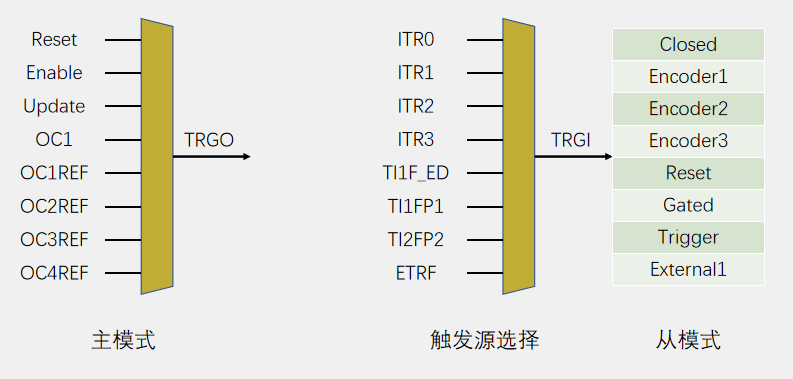 Reset
Enable
Update
OC1
OC1REF
OC2REF
OC3REF
OC4REF
TRGO
主模式
ITR0
ITR1
ITR2
ITR3
TI1F_ED
TI1FP1
TI2FP2
ETRF
TRGI
触发源选择
Closed
Encoder1
Encoder2
Encoder3
Reset
Gated
Trigger
External1
从模式